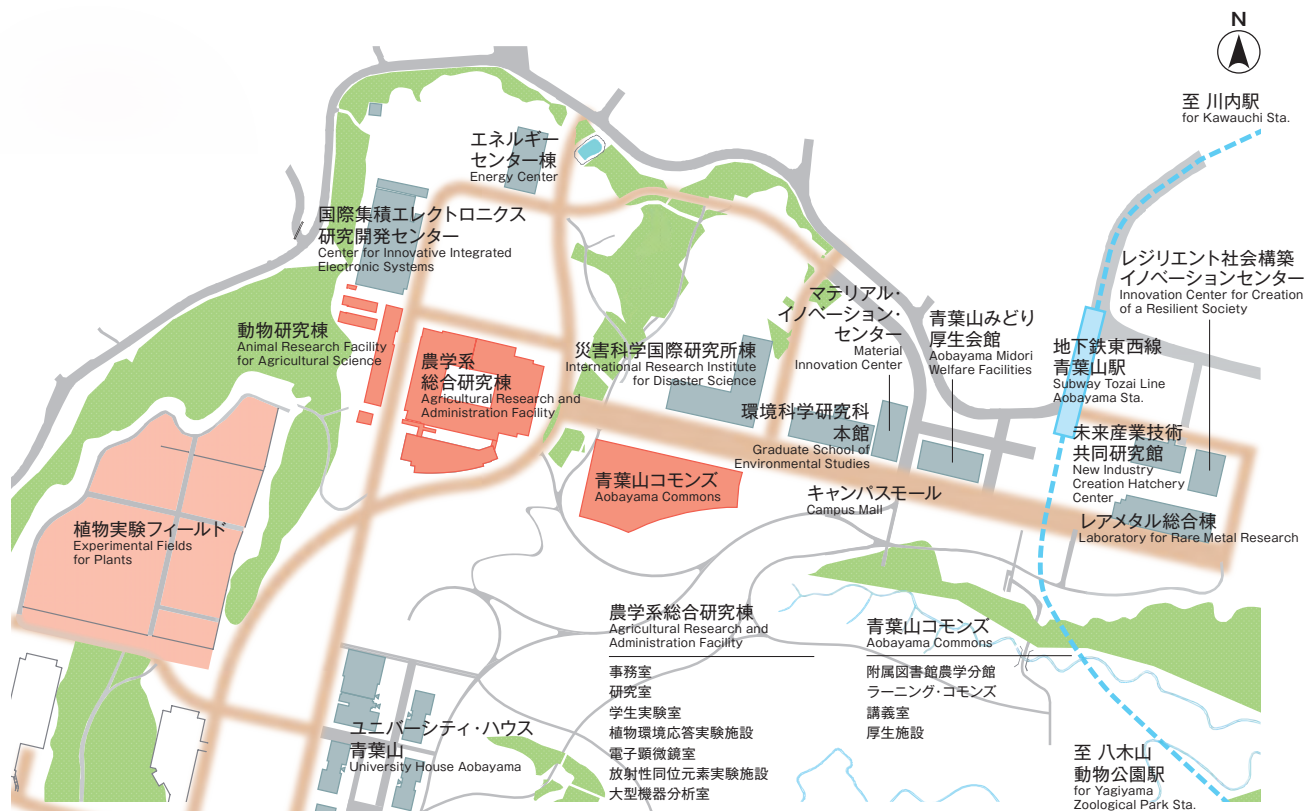 N
至 川内駅
for Kawauchi Sta.
エネルギー
センター棟
Energy Center
国際集積エレクトロニクス
研究開発センター
Center for Innovative Integrated
Electronic Systems
レジリエント社会構築
イノベーションセンター
Innovation Center for Creation
of a Resilient Society
マテリアル・
イノベーション・
センター
Material
Innovation Center
青葉山みどり
厚生会館
Aobayama Midori
Welfare Facilities
動物研究棟
Animal Research Facility
for Agricultural Science
農学系
総合研究棟
Agricultural Research and
Administration Facility
災害科学国際研究所棟
International Research Institute
for Disaster Science
地下鉄東西線
青葉山駅
Subway Tozai Line
Aobayama Sta.
環境科学研究科
本館
Graduate School of
Environmental Studies
未来産業技術
共同研究館
New Industry
Creation Hatchery
Center
青葉山コモンズ
Aobayama Commons
キャンパスモール
Campus Mall
レアメタル総合棟
Laboratory for Rare Metal Research
植物実験フィールド
Experimental Fields
for Plants
農学系総合研究棟
Agricultural Research and
Administration Facility
事務室
研究室
学生実験室
植物環境応答実験施設
電子顕微鏡室
放射性同位元素実験施設
大型機器分析室
青葉山コモンズ
Aobayama Commons
附属図書館農学分館
ラーニング・コモンズ
講義室
厚生施設
ユニバーシティ・ハウス
青葉山
University House Aobayama
至 八木山
動物公園駅
for Yagiyama
Zoological Park Sta.